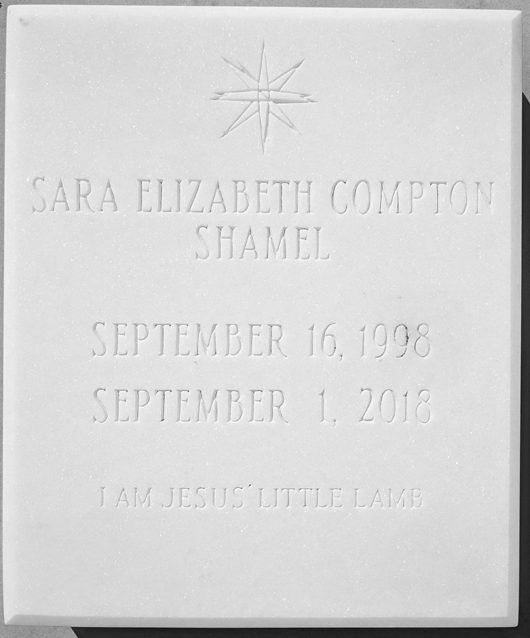 SARA ELIZABETH COMPTON
SHAMEL
SEPTEMBER 16, 1998
SEPTEMBER 1, 2018
I AM JESUS' LITTLE LAMB